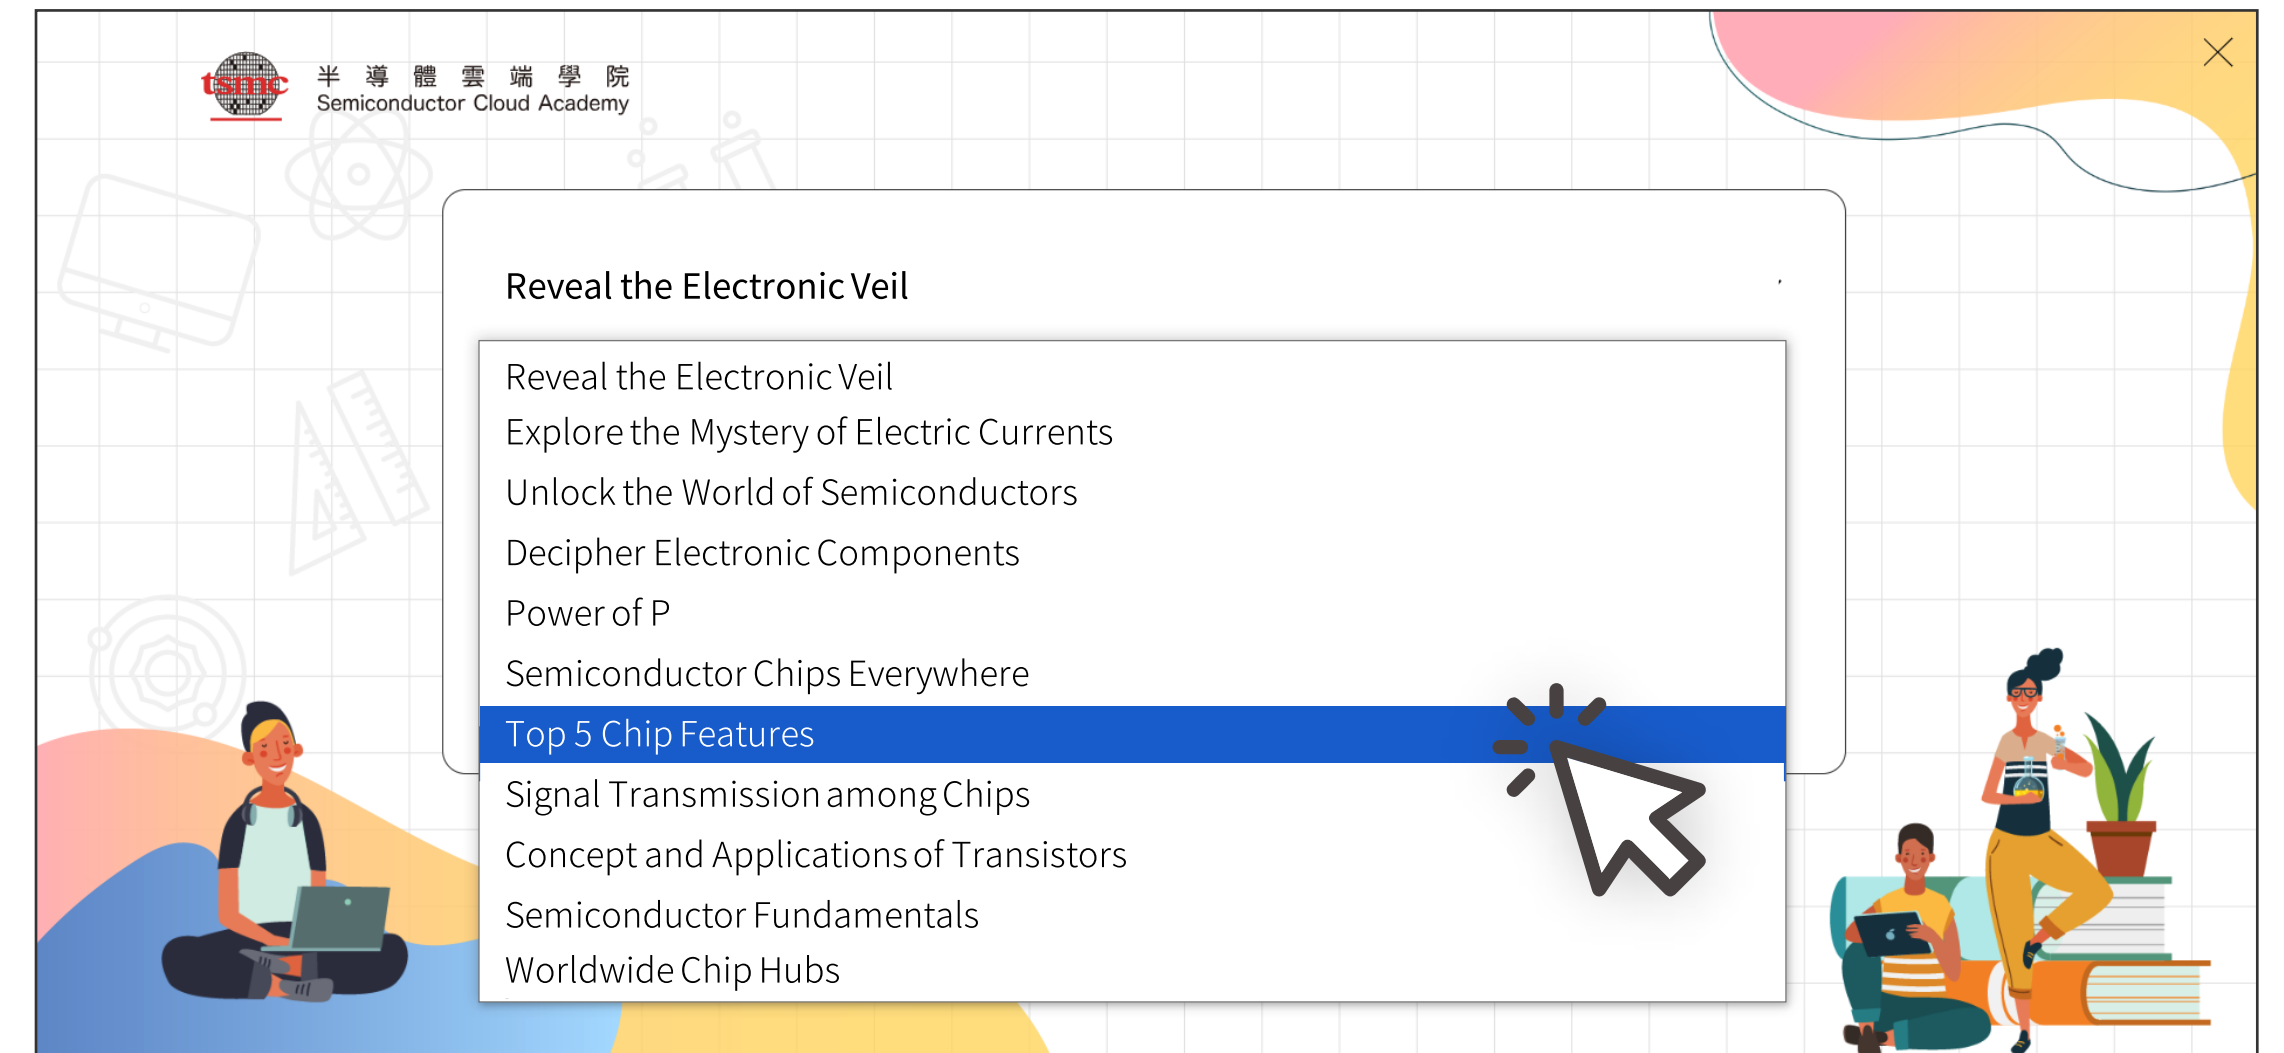 tsmc
半導體雲端學院
Semiconductor Cloud Academy
Reveal the Electronic Veil
Reveal the Electronic Veil
Explore the Mystery of Electric Currents
Unlock the World of Semiconductors
Decipher Electronic Components
Power of P
Semiconductor Chips Everywhere
Top 5 Chip Features
Signal Transmission among Chips
Concept and Applications of Transistors
Semiconductor Fundamentals
Worldwide Chip Hubs